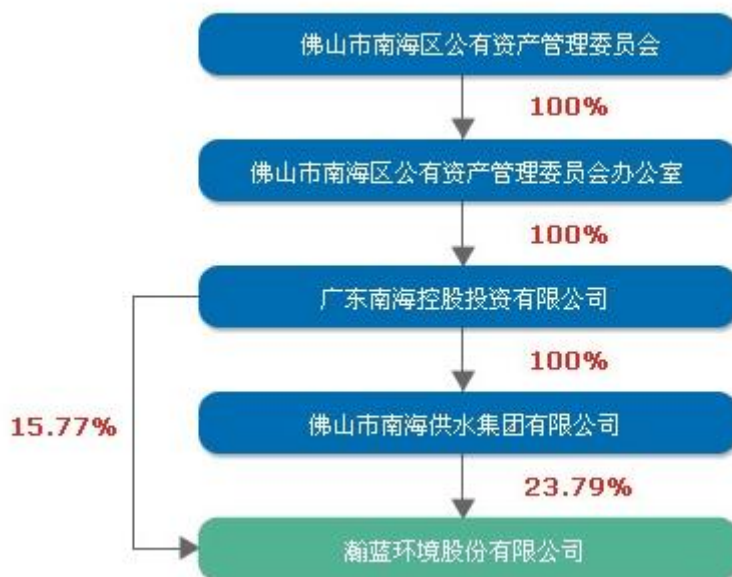 佛山市南海区公有资产管理委员会
100%
佛山市南海区公有资产管理委员会办公室
100%
广东南海控股投资有限公司
100%
15.77%
佛山市南海供水集团有限公司
23.79%
瀚蓝环境股份有限公司